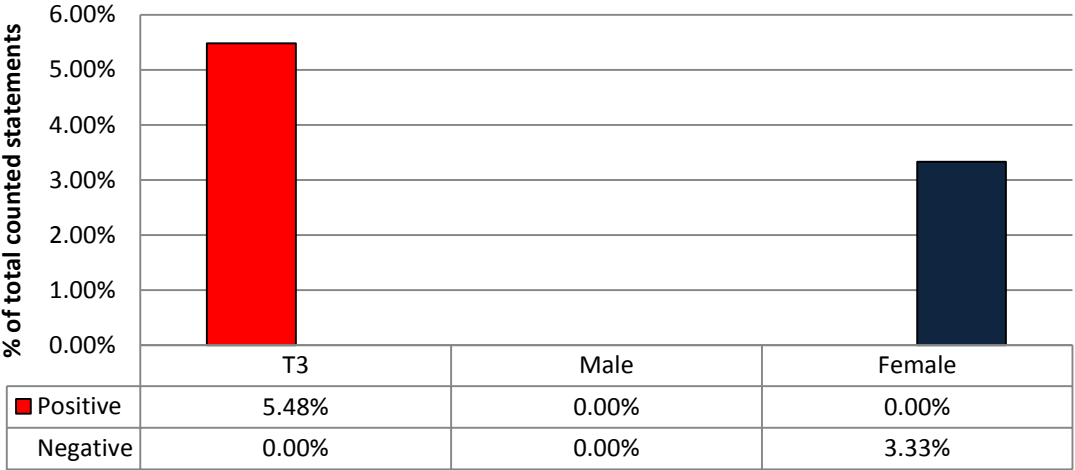 % of total counted statements
6.00%
5.00%
4.00%
3.00%
2.00%
1.00%
0.00%
T3 Male Female
Positive 5.48% 0.00% 0.00%
Negative 0.00% 0.00% 3.33%